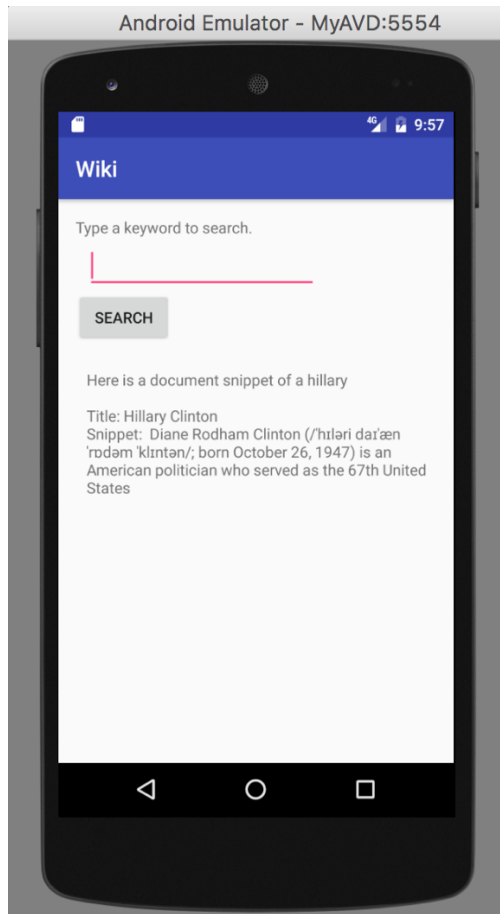 Android Emulator - MyAVD:5554
4G 9:57
Wiki
Type a keyword to search.
SEARCH
Here is a document snippet of a hillary
Title: Hillary Clinton
Snippet:  Diane Rodham Clinton (/ˈhɪləri daɪˈæn
ˈrɒdəm ˈklɪntən/; born October 26, 1947) is an
American politician who served as the 67th United
States